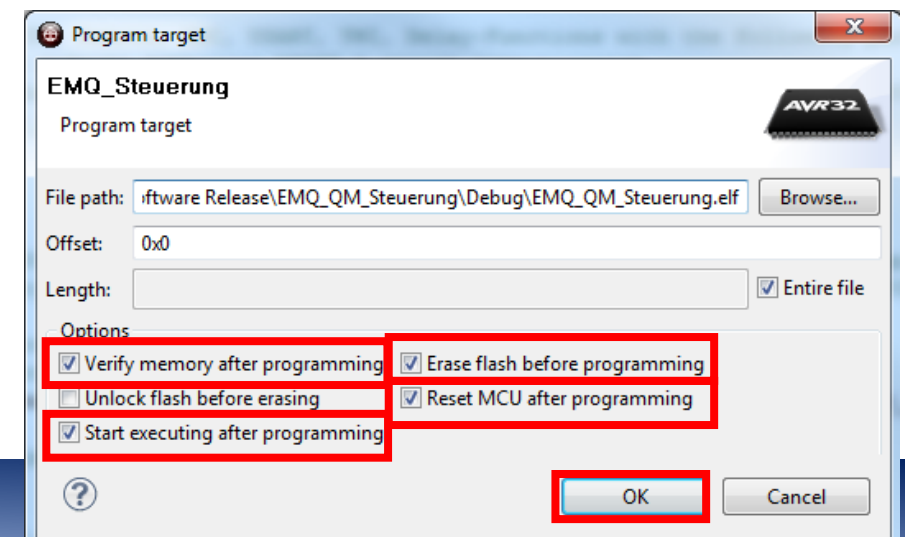 Program target
EMQ_Steuerung
Program target
AVR32
File path: ftware Release\EMQ_QM_Steuerung\Debug\EMQ_QM_Steuerung.elf Browse...
Offset: 0x0
Length: Entire file
Options
Verify memory after programming Erase flash before programming
Unlock flash before erasing Reset MCU after programming
Start executing after programming
? OK Cancel